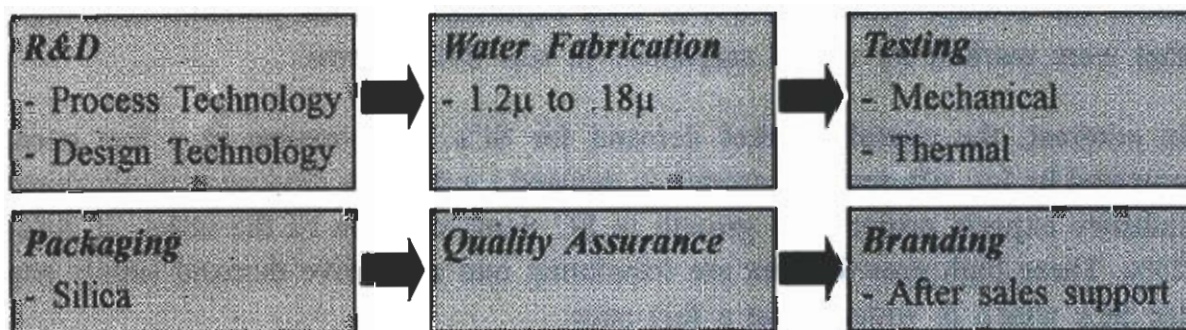 R&D
- Process Technology
- Design Technology
Water Fabrication
- 1.2μ to .18μ
Testing
- Mechanical
- Thermal
Packaging
- Silica
Quality Assurance
Branding
- After sales support